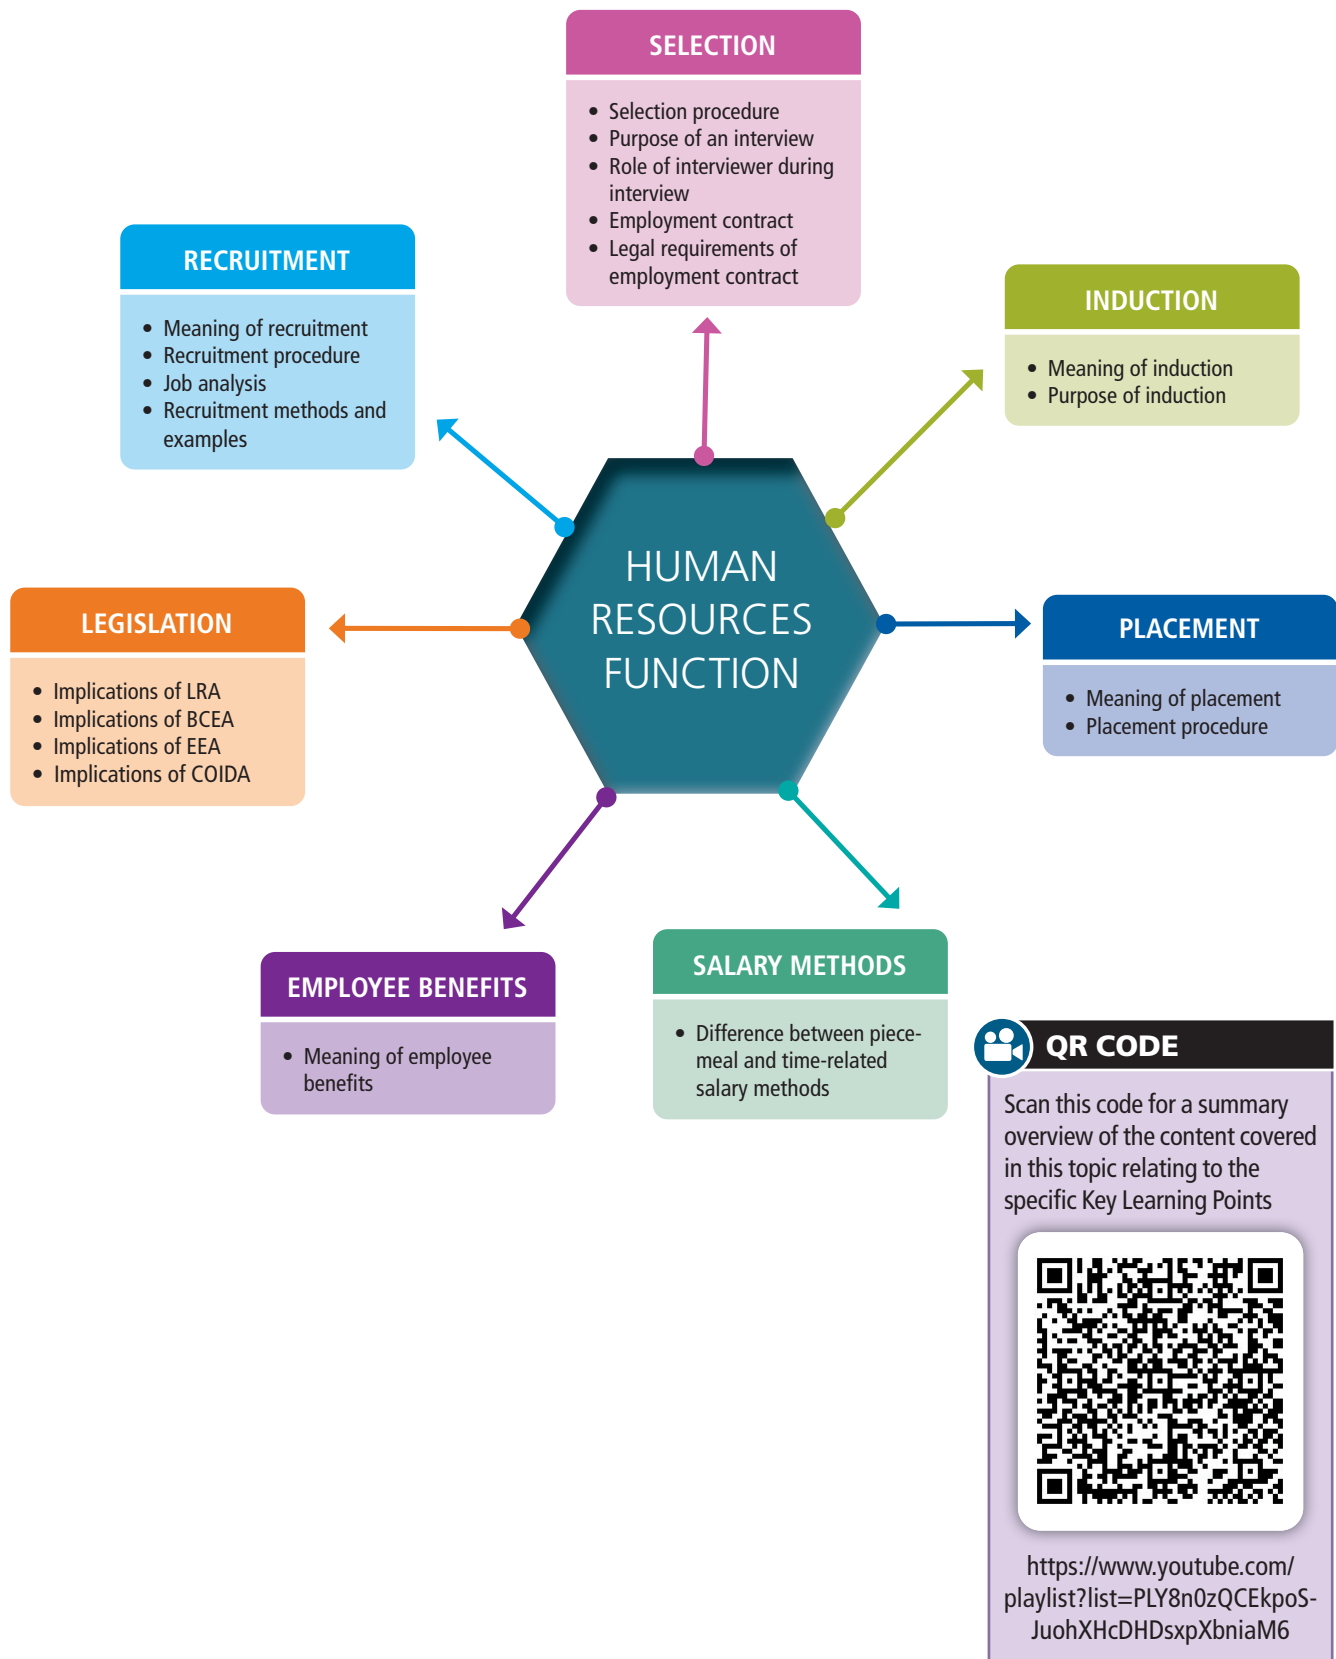 SELECTION
• Selection procedure
• Purpose of an interview
• Role of interviewer during
interview
• Employment contract
• Legal requirements of
employment contract
RECRUITMENT
• Meaning of recruitment
• Recruitment procedure
• Job analysis
• Recruitment methods and
examples
INDUCTION
• Meaning of induction
• Purpose of induction
HUMAN
RESOURCES
FUNCTION
LEGISLATION
• Implications of LRA
• Implications of BCEA
• Implications of EEA
• Implications of COIDA
PLACEMENT
• Meaning of placement
• Placement procedure
EMPLOYEE BENEFITS
• Meaning of employee
benefits
SALARY METHODS
• Difference between piece-
meal and time-related
salary methods
QR CODE
Scan this code for a summary
overview of the content covered
in this topic relating to the
specific Key Learning Points
https://www.youtube.com/
playlist?list=PLY8n0zQCEkpoS-
JuohXHcDHDsxpXbniaM6